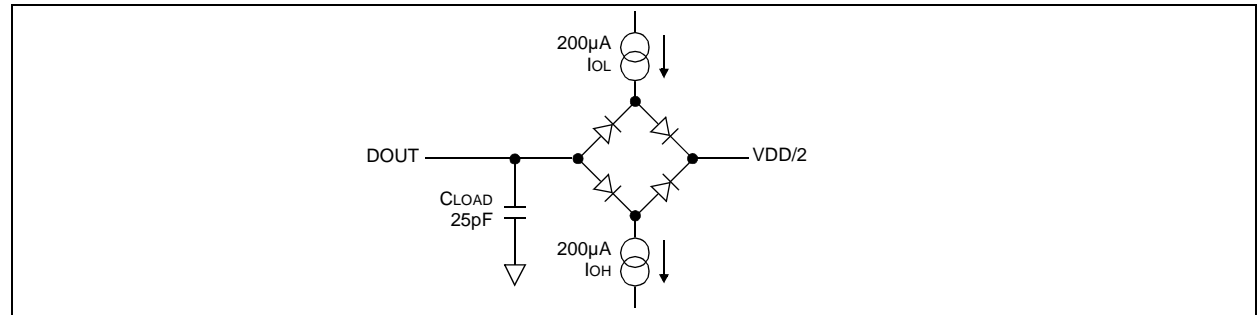 200µA
IOL
DOUT
VDD/2
CLOAD
25pF
200µA
IOH